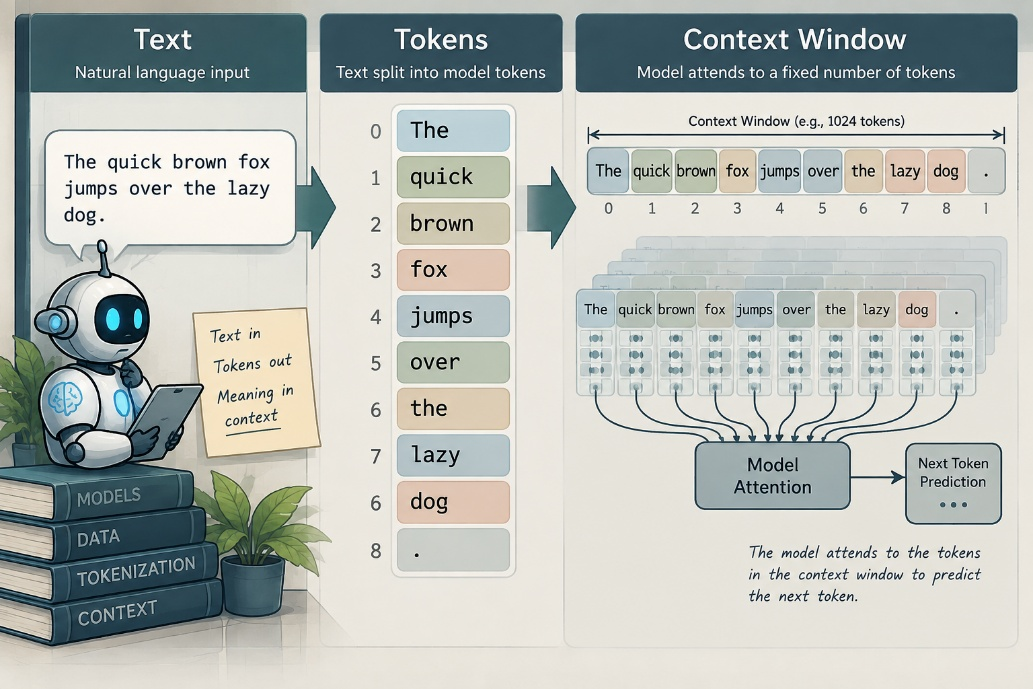 Text
Natural language input
The quick brown fox
jumps over the lazy
dog.
Text in
Tokens out
Meaning in
context
MODELS
DATA
TOKENIZATION
CONTEXT
Tokens
Text split into model tokens
0 The
1 quick
2 brown
3 fox
4 jumps
5 over
6 the
7 lazy
6 dog
8 .
Context Window
Model attends to a fixed number of tokens
Context Window (e.g., 1024 tokens)
The quick brown fox jumps over the lazy dog .
0 1 2 3 4 5 6 7 8 l
The quick brown fox jumps over the lazy dog .
Model
Attention
Next Token
Prediction
•••
The model attends to the tokens
in the context window to predict
the next token.